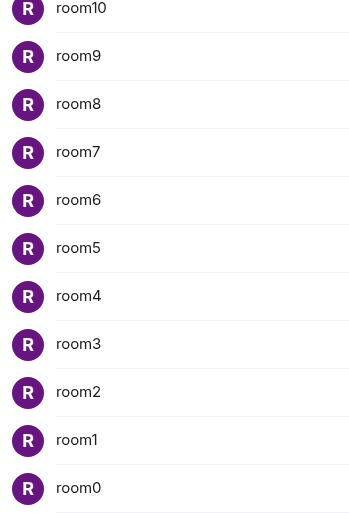 R room10
R room9
R room8
R room7
R room6
R room5
R room4
R room3
R room2
R room1
R room0